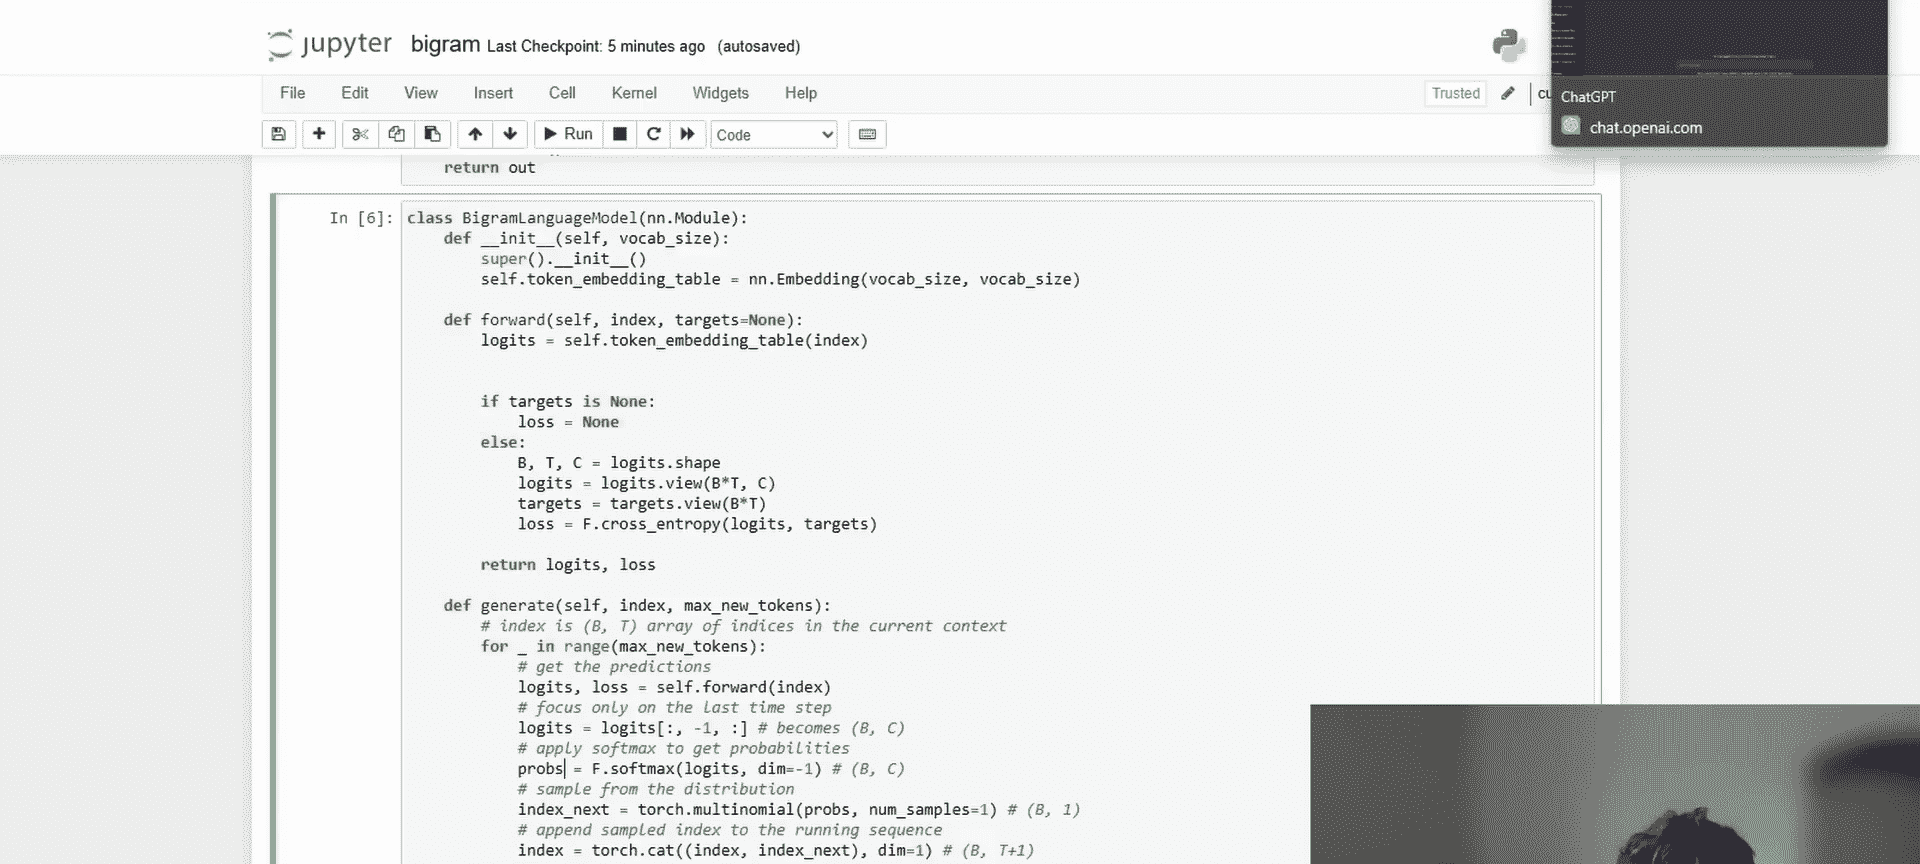 jupyter bigram Last Checkpoint: 5 minutes ago (autosaved)
File Edit View Insert Cell Kernel Widgets Help Trusted
ChatGPT
chat.openai.com
Run Code
return out
In [6]: class BigramLanguageModel(nn.Module):
def __init__(self, vocab_size):
super().__init__()
self.token_embedding_table = nn.Embedding(vocab_size, vocab_size)
def forward(self, index, targets=None):
logits = self.token_embedding_table(index)
if targets is None:
loss = None
else:
B, T, C = logits.shape
logits = logits.view(B*T, C)
targets = targets.view(B*T)
loss = F.cross_entropy(logits, targets)
return logits, loss
def generate(self, index, max_new_tokens):
# index is (B, T) array of indices in the current context
for _ in range(max_new_tokens):
# get the predictions
logits, loss = self.forward(index)
# focus only on the last time step
logits = logits[:, -1, :] # becomes (B, C)
# apply softmax to get probabilities
probs = F.softmax(logits, dim=-1) # (B, C)
# sample from the distribution
index_next = torch.multinomial(probs, num_samples=1) # (B, 1)
# append sampled index to the running sequence
index = torch.cat((index, index_next), dim=1) # (B, T+1)